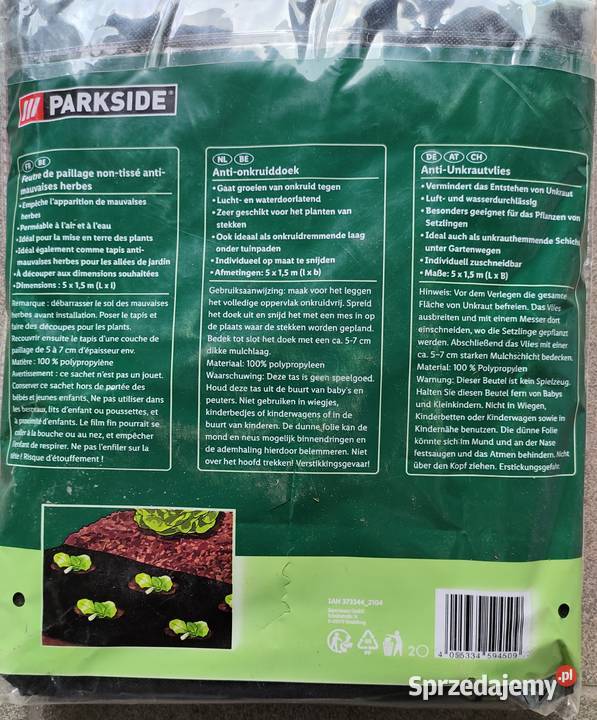 PARKSIDE®
FR BE
Feutre de paillage non-tissé anti-
mauvaises herbes
• Empêche l'apparition de mauvaises
herbes
• Perméable à l'air et à l'eau
• Idéal pour la mise en terre des plants
• Idéal également comme tapis anti-
mauvaises herbes pour les allées de jardin
• À découper aux dimensions souhaitées
• Dimensions : 5 x 1,5 m (L x l)
Remarque : débarrasser le sol des mauvaises
herbes avant installation. Poser le tapis et
faire des découpes pour les plants.
Recouvrir ensuite le tapis d'une couche de
paillage de 5 à 7 cm d'épaisseur env.
Matière : 100 % polypropylène
Avertissement : ce sachet n'est pas un jouet.
Conserver ce sachet hors de portée des
bébés et jeunes enfants. Ne pas utiliser dans
les berceaux, lits d'enfant ou poussettes, et
à proximité d'enfants. Le film fin pourrait se
coller à la bouche ou au nez, et empêcher
l'enfant de respirer. Ne pas l'enfiler sur la
tête ! Risque d'étouffement !
NL BE
Anti-onkruiddoek
• Gaat groeien van onkruid tegen
• Lucht- en waterdoorlatend
• Zeer geschikt voor het planten van
stekken
• Ook ideaal als onkruidremmende laag
onder tuinpaden
• Individueel op maat te snijden
• Afmetingen: 5 x 1,5 m (l x b)
Gebruiksaanwijzing: maak voor het leggen
het volledige oppervlak onkruidvrij. Spreid
het doek uit en snijd het met een mes in op
de plaats waar de stekken worden gepland.
Bedek tot slot het doek met een ca. 5-7 cm
dikke mulchlaag.
Materiaal: 100% polypropyleen
Waarschuwing: Deze tas is geen speelgoed.
Houd deze tas uit de buurt van baby's en
peuters. Niet gebruiken in wiegjes,
kinderbedjes of kinderwagens of in de
buurt van kinderen. De dunne folie kan de
mond en neus mogelijk binnendringen en
de ademhaling hierdoor belemmeren. Niet
over het hoofd trekken! Verstikkingsgevaar!
DE AT CH
Anti-Unkrautvlies
• Vermindert das Entstehen von Unkraut
• Luft- und wasserdurchlässig
• Besonders geeignet für das Pflanzen von
Setzlingen
• Ideal auch als unkrauthemmende Schicht
unter Gartenwegen
• Individuell zuschneidbar
• Maße: 5 x 1,5 m (L x B)
Hinweis: Vor dem Verlegen die gesamte
Fläche von Unkraut befreien. Das Vlies
ausbreiten und mit einem Messer dort
einschneiden, wo die Setzlinge gepflanzt
werden. Abschließend das Vlies mit einer
ca. 5–7 cm starken Mulchschicht bedecken.
Material: 100 % Polypropylen
Warnung: Dieser Beutel ist kein Spielzeug.
Halten Sie diesen Beutel fern von Babys
und Kleinkindern. Nicht in Wiegen,
Kinderbetten oder Kinderwagen sowie in
Kindernähe benutzen. Die dünne Folie
könnte sich im Mund und an der Nase
festsaugen und das Atmen behindern. Nicht
über den Kopf ziehen. Erstickungsgefahr.
IAN 373344_2104
PP
20
4 055334 594509
Sprzedajemy.pl